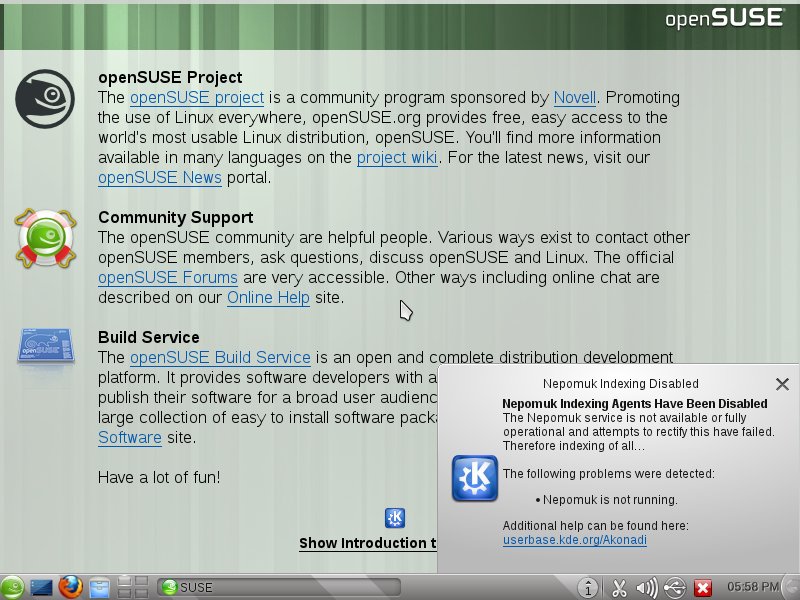 openSUSE
openSUSE Project
The openSUSE project is a community program sponsored by Novell. Promoting
the use of Linux everywhere, openSUSE.org provides free, easy access to the
world's most usable Linux distribution, openSUSE. You'll find more information
available in many languages on the project wiki. For the latest news, visit our
openSUSE News portal.
Community Support
The openSUSE community are helpful people. Various ways exist to contact other
openSUSE members, ask questions, discuss openSUSE and Linux. The official
openSUSE Forums are very accessible. Other ways including online chat are
described on our Online Help site.
Build Service
The openSUSE Build Service is an open and complete distribution development
platform. It provides software developers with a
publish their software for a broad user audienc
large collection of easy to install software packa
Software site.
Have a lot of fun!
Show Introduction t
Nepomuk Indexing Disabled
Nepomuk Indexing Agents Have Been Disabled
The Nepomuk service is not available or fully
operational and attempts to rectify this have failed.
Therefore indexing of all...
The following problems were detected:
• Nepomuk is not running.
Additional help can be found here:
userbase.kde.org/Akonadi
SUSE
05:58 PM